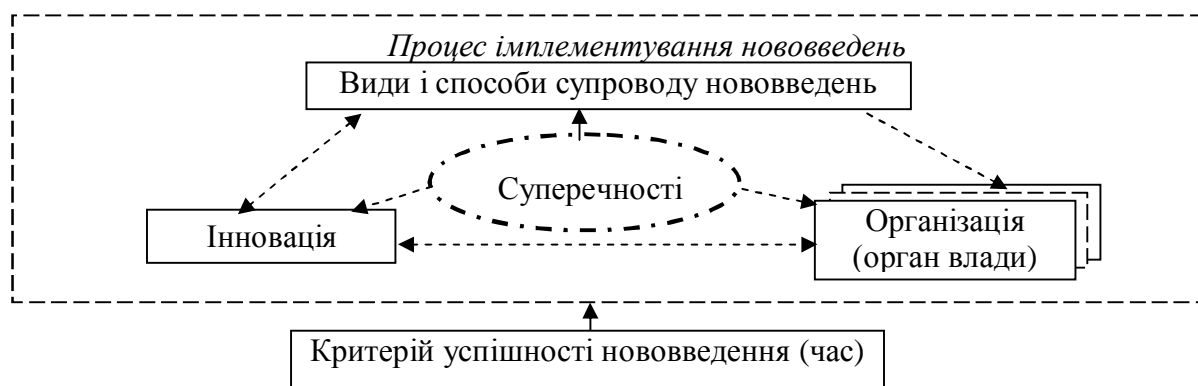 Процес імплементування нововведень
Види і способи супроводу нововведень
Суперечності
Інновація
Організація
(орган влади)
Критерій успішності нововведення (час)